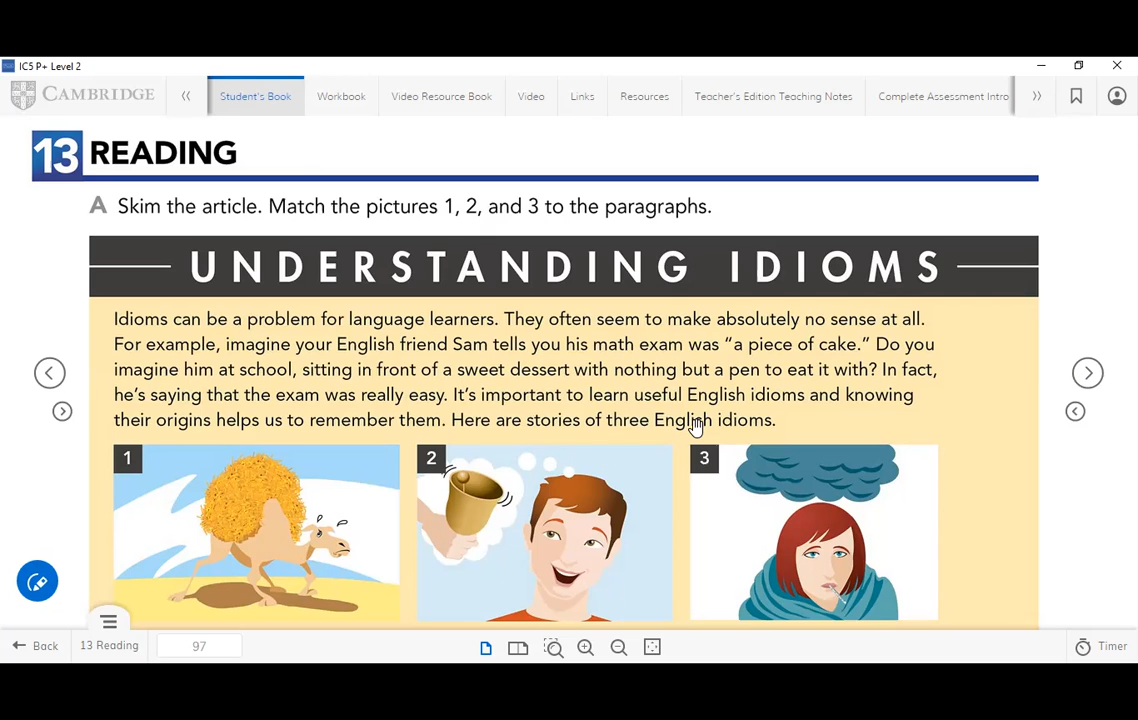 IC5 P+ Level 2
CAMBRIDGE
Student's Book
Workbook
Video Resource Book
Video
Links
Resources
Teacher's Edition Teaching Notes
Complete Assessment Intro
13 READING
A Skim the article. Match the pictures 1, 2, and 3 to the paragraphs.
UNDERSTANDING IDIOMS
Idioms can be a problem for language learners. They often seem to make absolutely no sense at all.
For example, imagine your English friend Sam tells you his math exam was “a piece of cake.” Do you
imagine him at school, sitting in front of a sweet dessert with nothing but a pen to eat it with? In fact,
he's saying that the exam was really easy. It's important to learn useful English idioms and knowing
their origins helps us to remember them. Here are stories of three English idioms.
1
2
3
Back
13 Reading
97
Timer